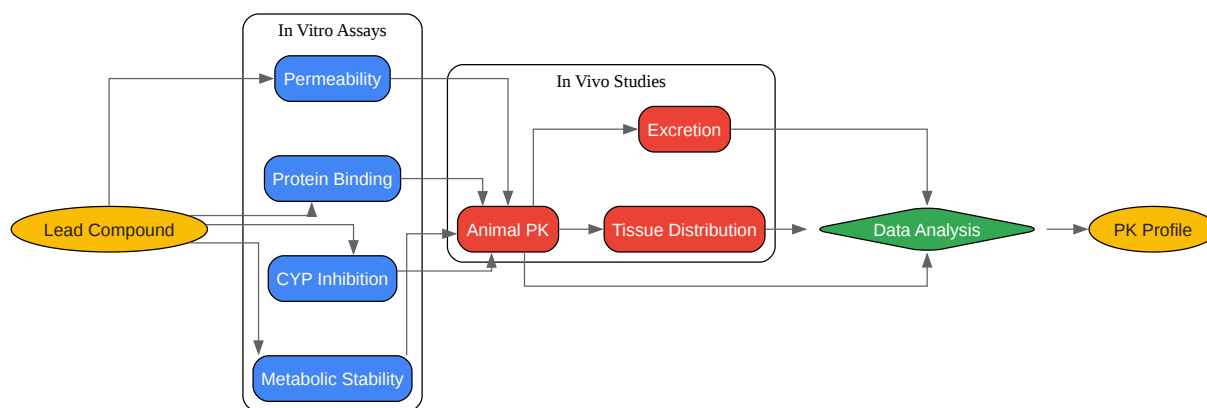 In Vitro Assays
Permeability
In Vivo Studies
Excretion
Protein Binding
Lead Compound
Animal PK
Tissue Distribution
Data Analysis
PK Profile
CYP Inhibition
Metabolic Stability